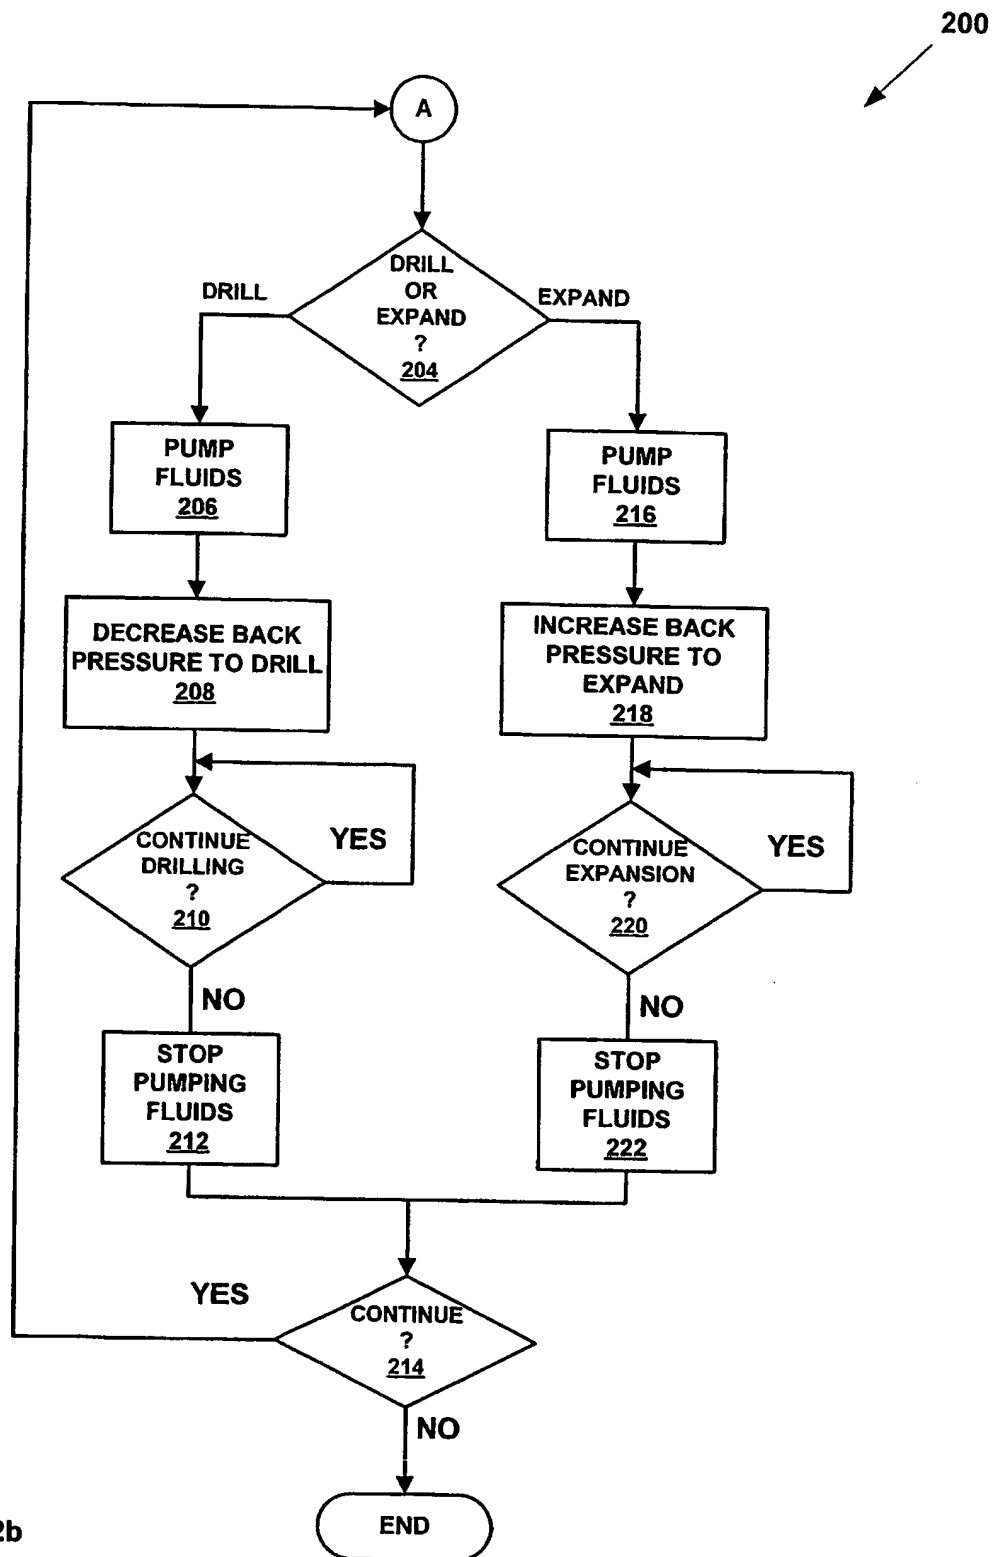 200
A
DRILL
OR
EXPAND
?
204
DRILL
EXPAND
PUMP
FLUIDS
206
PUMP
FLUIDS
216
DECREASE BACK
PRESSURE TO DRILL
208
INCREASE BACK
PRESSURE TO
EXPAND
218
CONTINUE
DRILLING
?
210
YES
CONTINUE
EXPANSION
?
220
YES
NO
NO
STOP
PUMPING
FLUIDS
212
STOP
PUMPING
FLUIDS
222
YES
CONTINUE
?
214
NO
END
2b